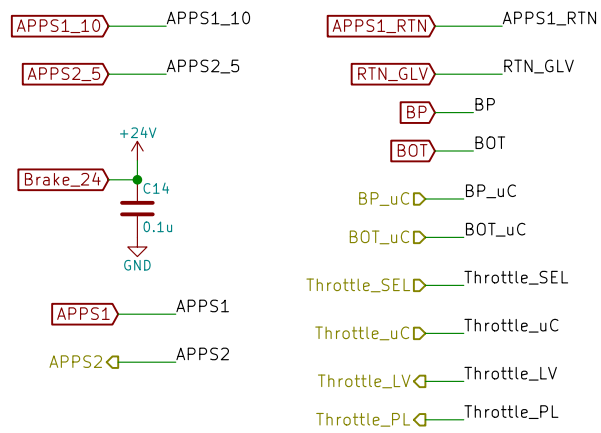 APPS1_10 APPS1_10
APPS2_5 APPS2_5
+24V
Brake_24
C14
0.1u
GND
APPS1 APPS1
APPS2 APPS2
APPS1_RTN APPS1_RTN
RTN_GLV RTN_GLV
BP BP
BOT BOT
BP_uC BP_uC
BOT_uC BOT_uC
Throttle_SEL Throttle_SEL
Throttle_uC Throttle_uC
Throttle_LV Throttle_LV
Throttle_PL Throttle_PL